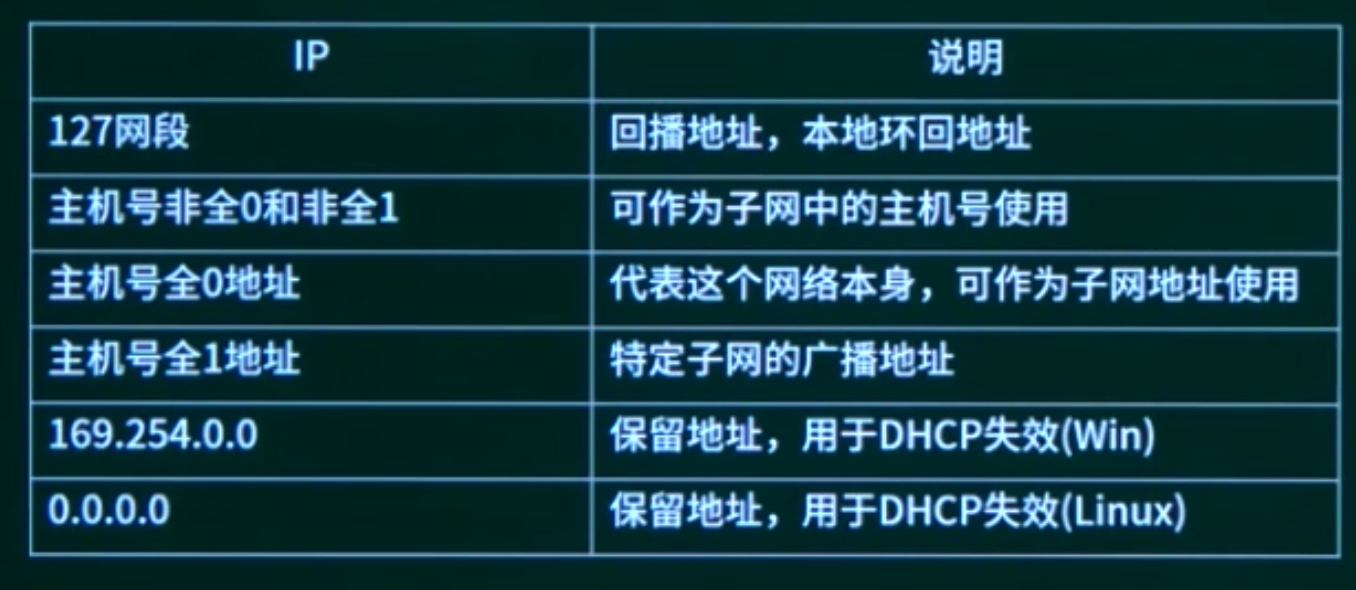 IP
说明
127网段
回播地址，本地环回地址
主机号非全0和非全1
可作为子网中的主机号使用
主机号全0地址
代表这个网络本身，可作为子网地址使用
主机号全1地址
特定子网的广播地址
169.254.0.0
保留地址，用于DHCP失效(Win)
0.0.0.0
保留地址，用于DHCP失效(Linux)